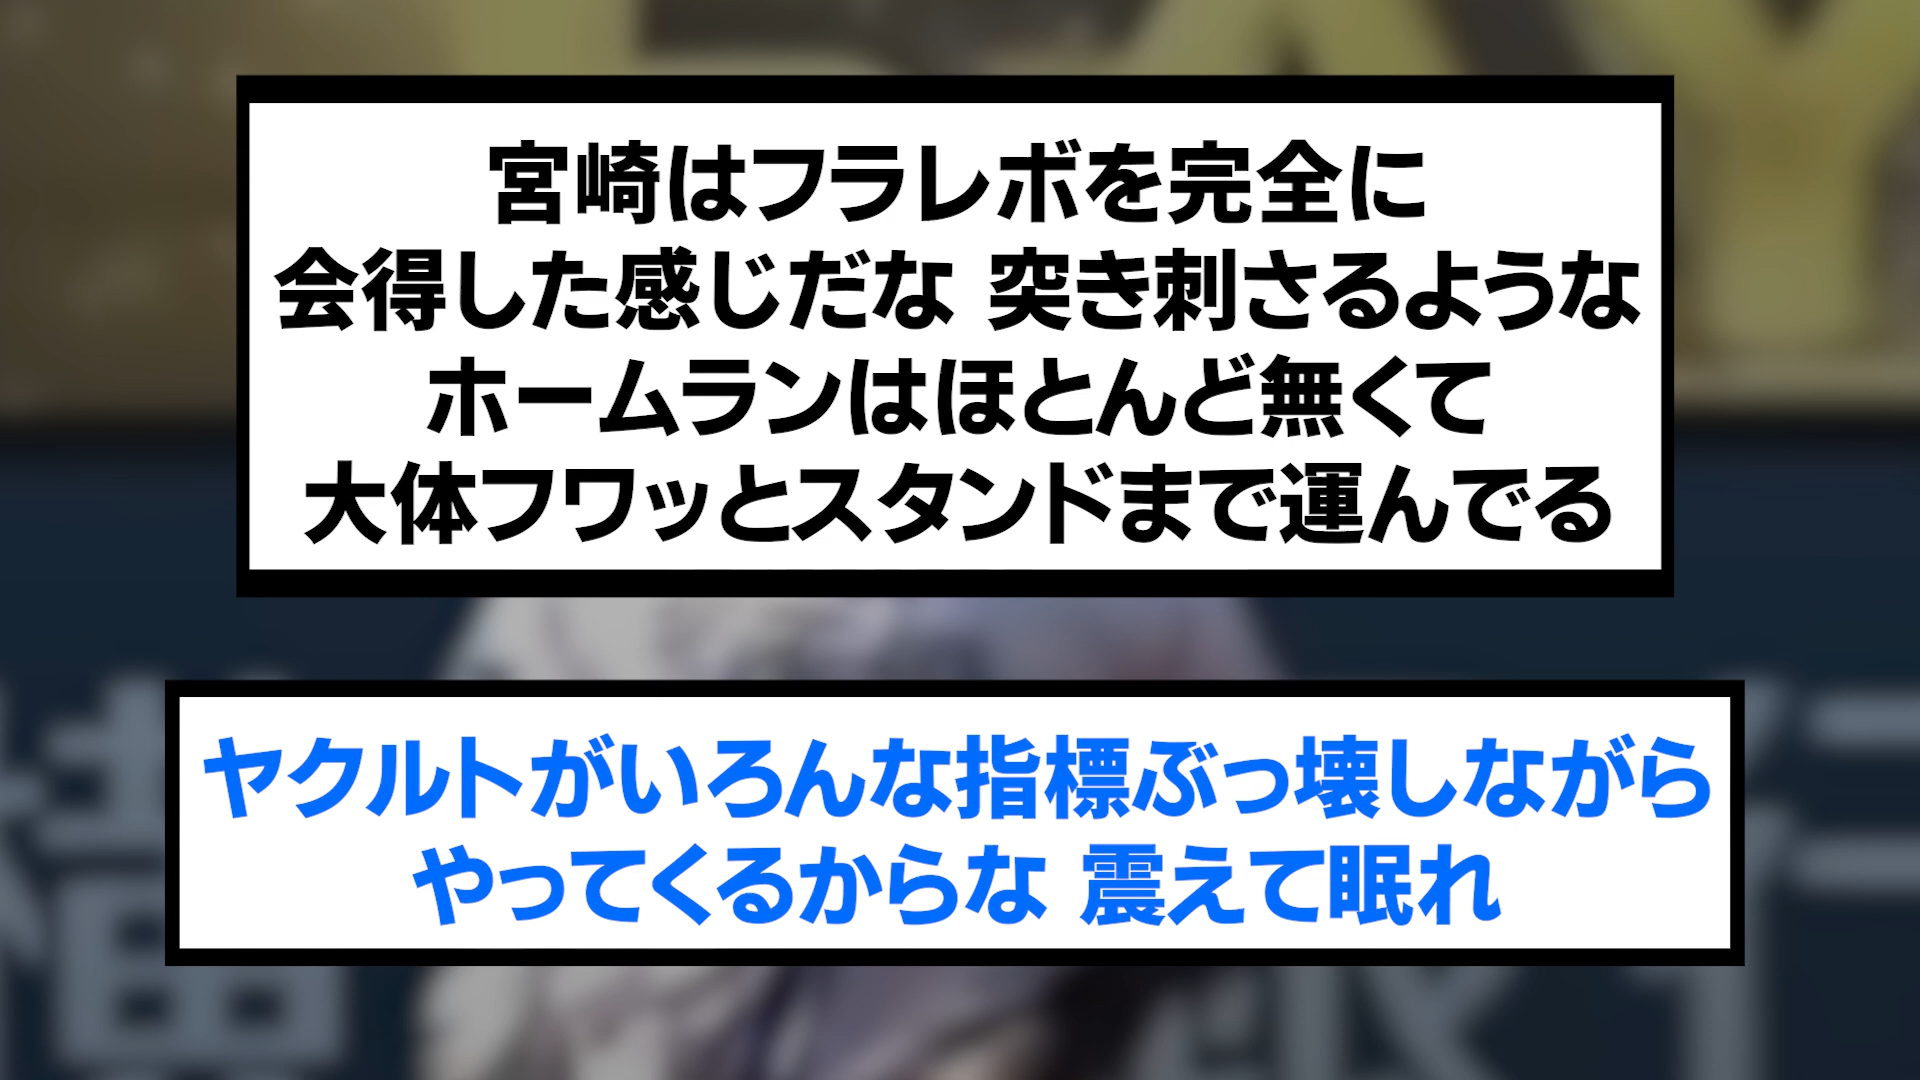 宮崎はフラレボを完全に
会得した感じだな 突き刺さるような
ホームランはほとんど無くて
大体フワッとスタンドまで運んでる
ヤクルトがいろんな指標ぶっ壊しながら
やってくるからな 震えて眠れ